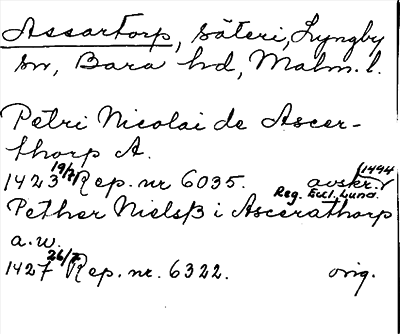 Assartorp, säteri, Lyngby
sn, Bara hd, Malm. l.
Petri Nicolai de Ascer-
thorp A.
1423 19/7 Rep. nr 6035. avskr. (1494
Reg. Eccl. Lund.
Pether Nielsß i Ascerathorp
a.w.
1427 26/7 Rep. nr. 6322. orig.